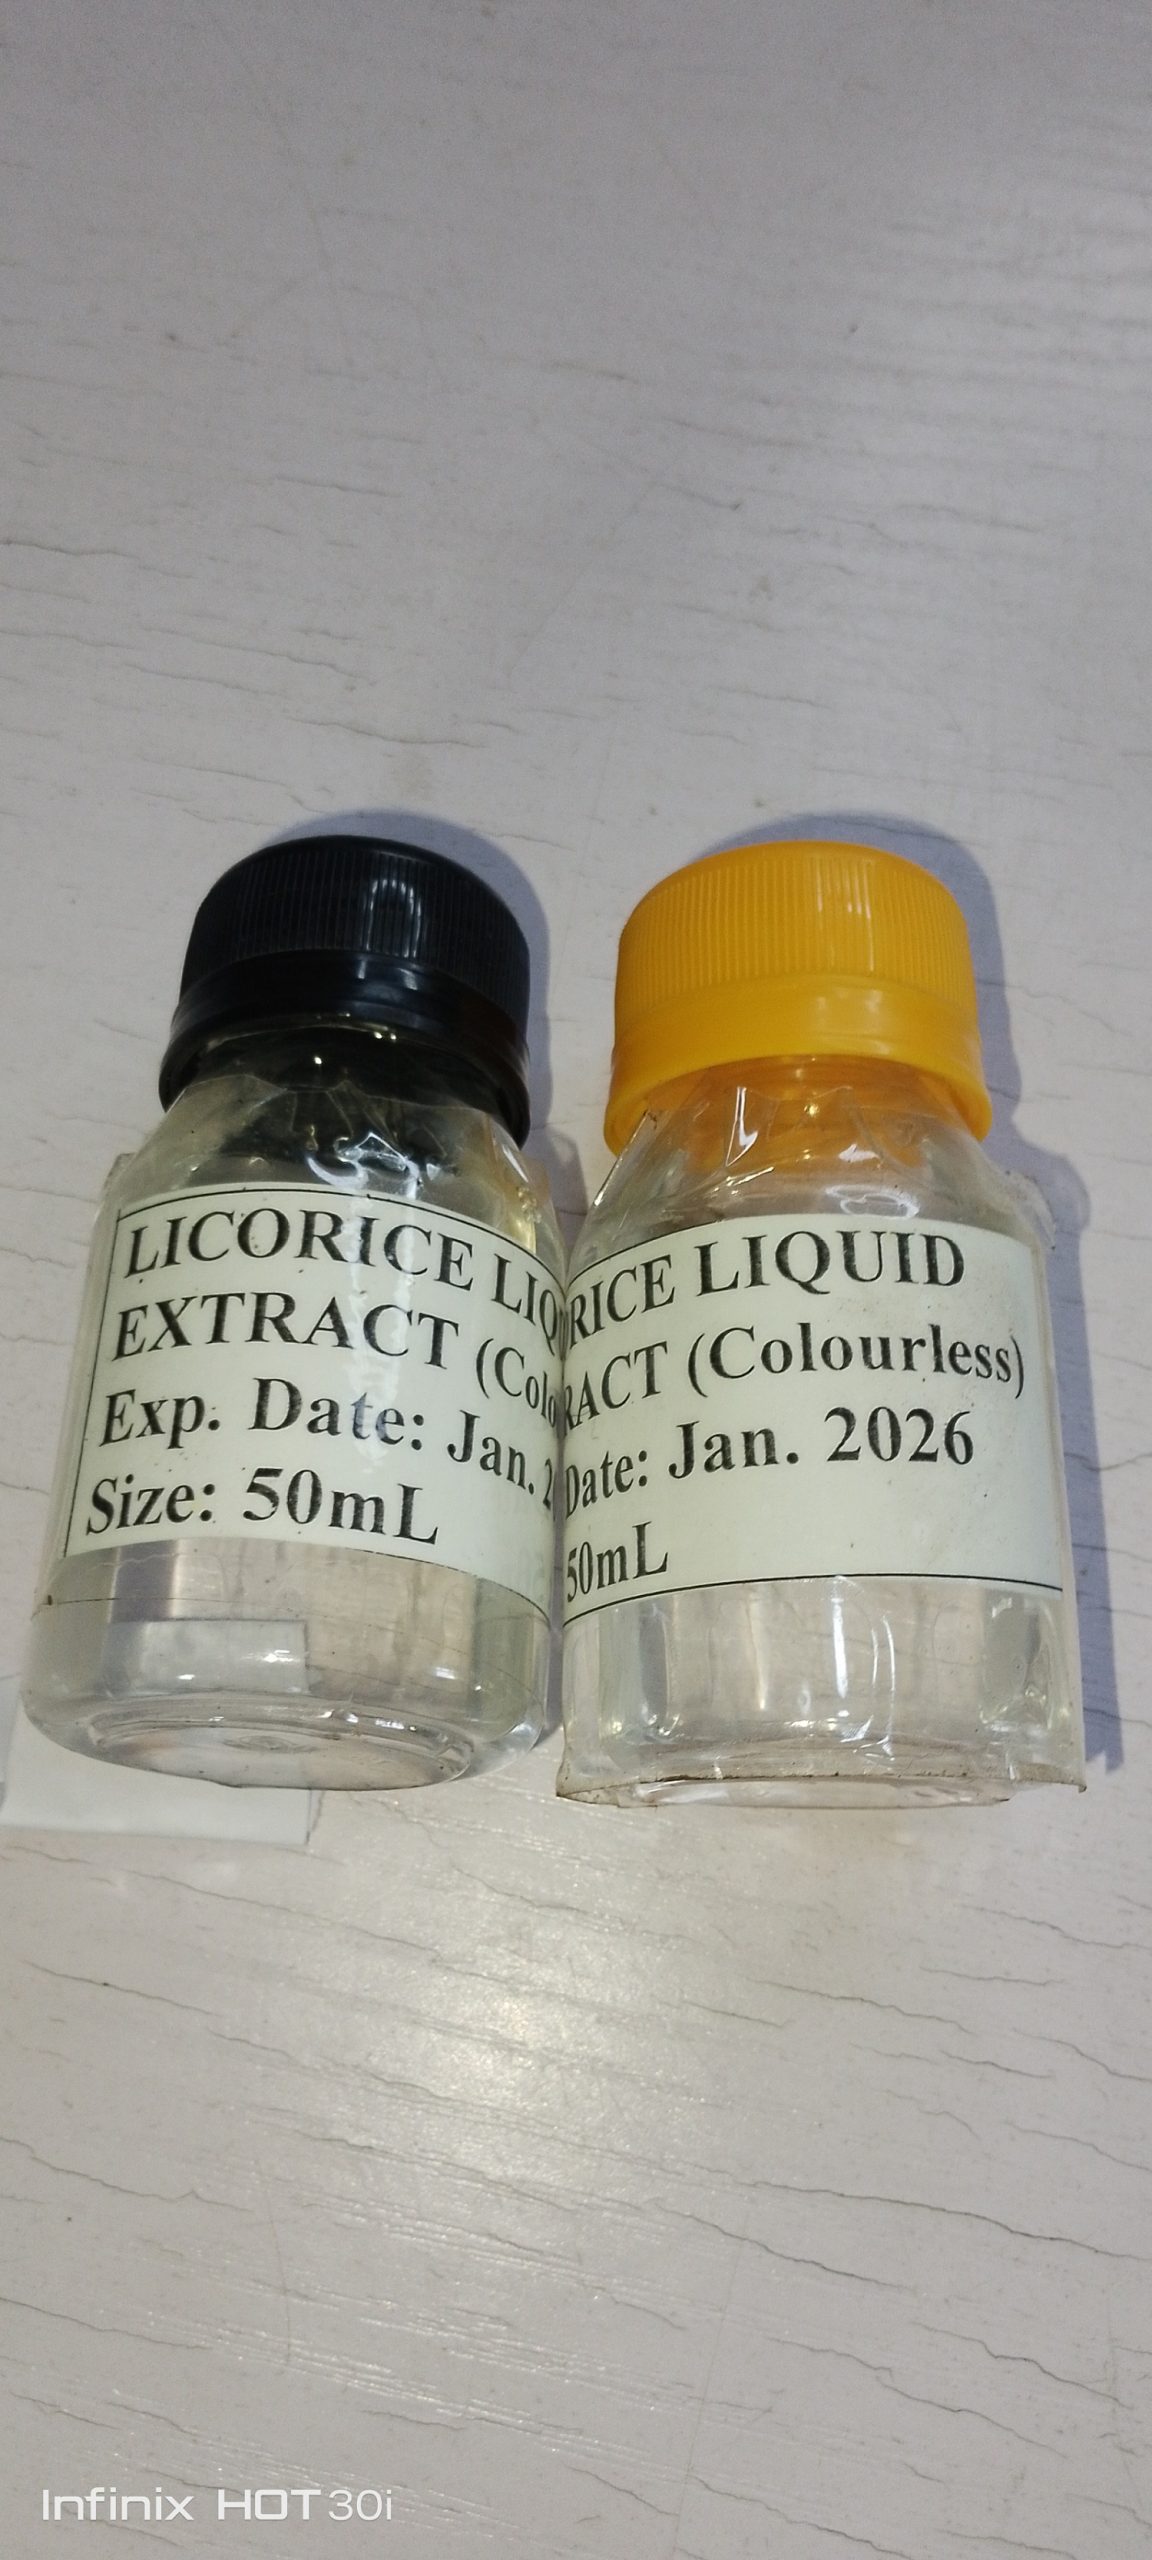 LICORICE LIQ
EXTRACT (Colo
Exp. Date: Jan. 2
Size: 50mL
RICE LIQUID
RACT (Colourless)
Date: Jan. 2026
50mL
Infinix HOT 30i